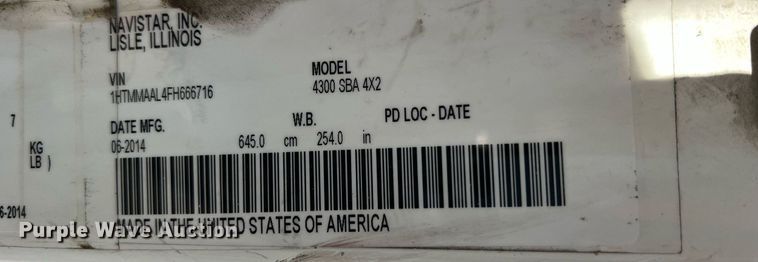 NAVISTAR, INC.
LISLE, ILLINOIS
VIN MODEL
1HTMMAAL4FH666716 4300 SBA 4X2
DATE MFG. W.B. PD LOC - DATE
06-2014 645.0 cm 254.0 in
7
KG
LB )
6-2014
MADE IN THE UNITED STATES OF AMERICA
Purple Wave Auction